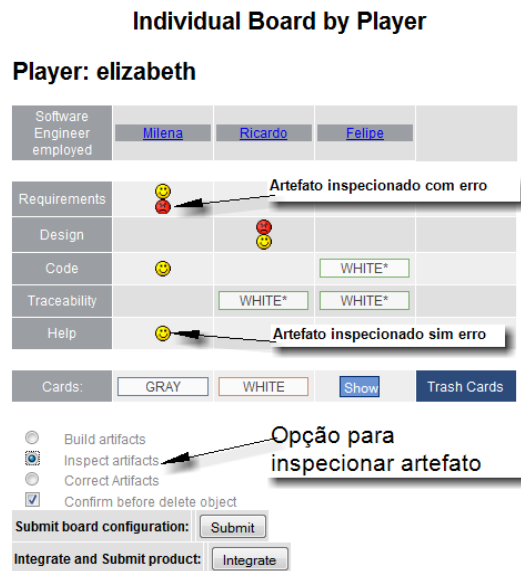 Individual Board by Player
Player: elizabeth
Software
Engineer
employed
Milena
Ricardo
Felipe
Requirements
Artefato inspecionado com erro
Design
Code
WHITE*
Traceability
WHITE*
WHITE*
Help
Artefato inspecionado sim erro
Cards:
GRAY
WHITE
Show
Trash Cards
Build artifacts
Inspect artifacts
Correct Artifacts
Confirm before delete object
Opção para
inspecionar artefato
Submit board configuration:
Submit
Integrate and Submit product:
Integrate